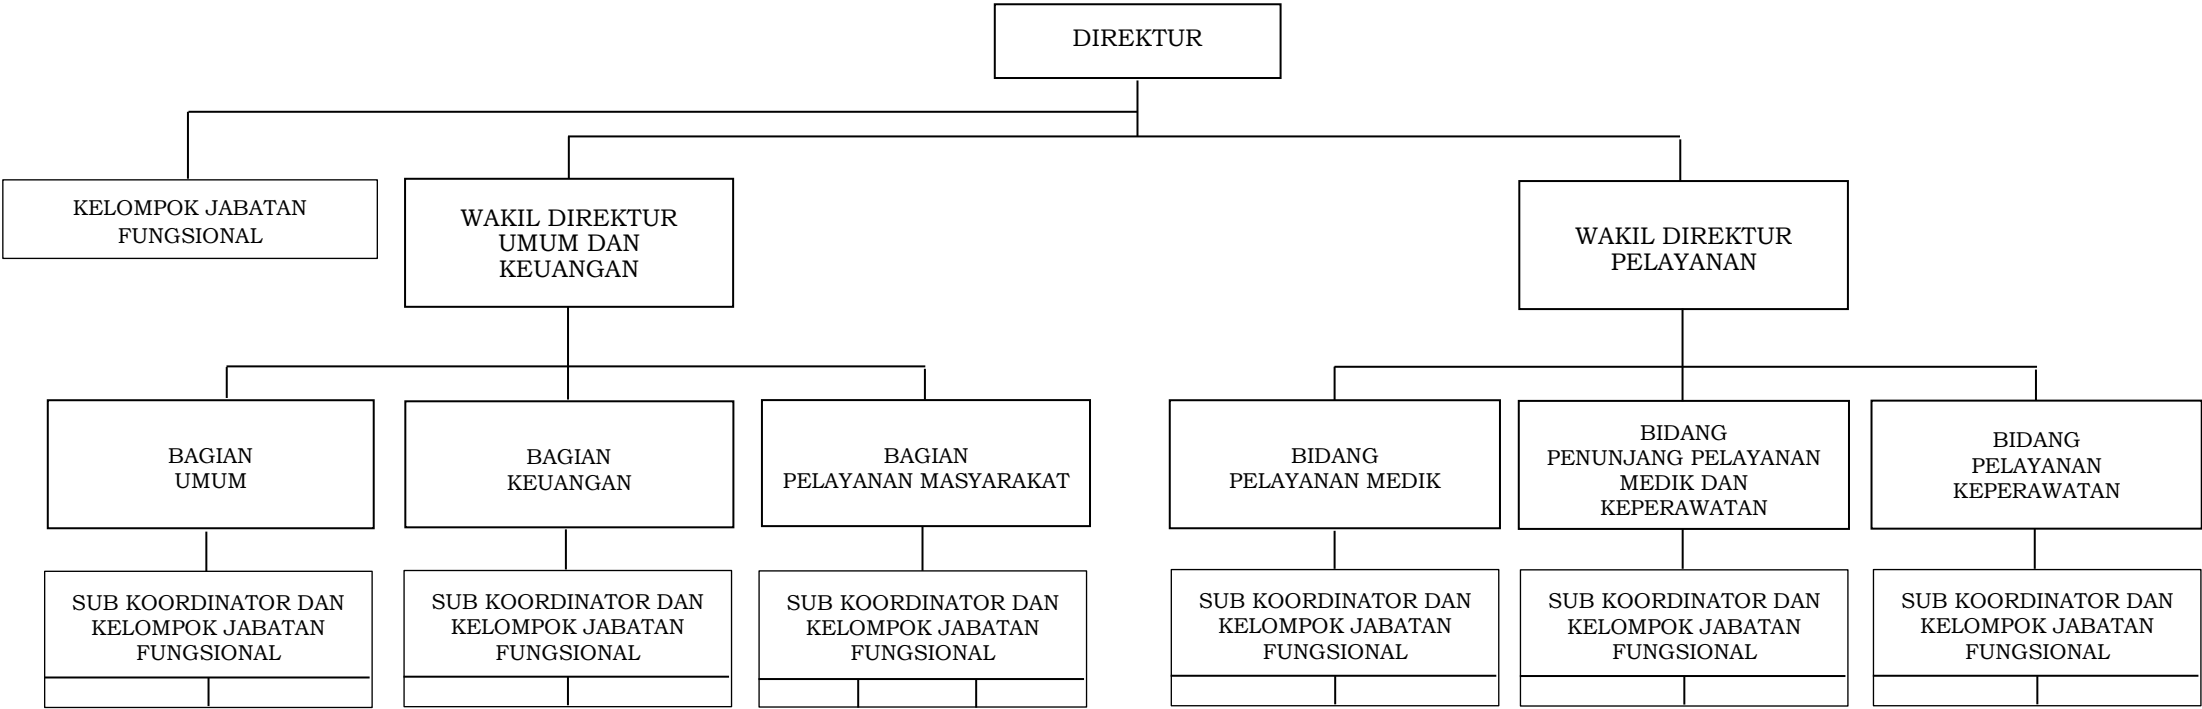 DIREKTUR
KELOMPOK JABATAN
FUNGSIONAL
WAKIL DIREKTUR
UMUM DAN
KEUANGAN
WAKIL DIREKTUR
PELAYANAN
BAGIAN
UMUM
BAGIAN
KEUANGAN
BAGIAN
PELAYANAN MASYARAKAT
BIDANG
PELAYANAN MEDIK
BIDANG
PENUNJANG PELAYANAN
MEDIK DAN
KEPERAWATAN
BIDANG
PELAYANAN
KEPERAWATAN
SUB KOORDINATOR DAN
KELOMPOK JABATAN
FUNGSIONAL
SUB KOORDINATOR DAN
KELOMPOK JABATAN
FUNGSIONAL
SUB KOORDINATOR DAN
KELOMPOK JABATAN
FUNGSIONAL
SUB KOORDINATOR DAN
KELOMPOK JABATAN
FUNGSIONAL
SUB KOORDINATOR DAN
KELOMPOK JABATAN
FUNGSIONAL
SUB KOORDINATOR DAN
KELOMPOK JABATAN
FUNGSIONAL